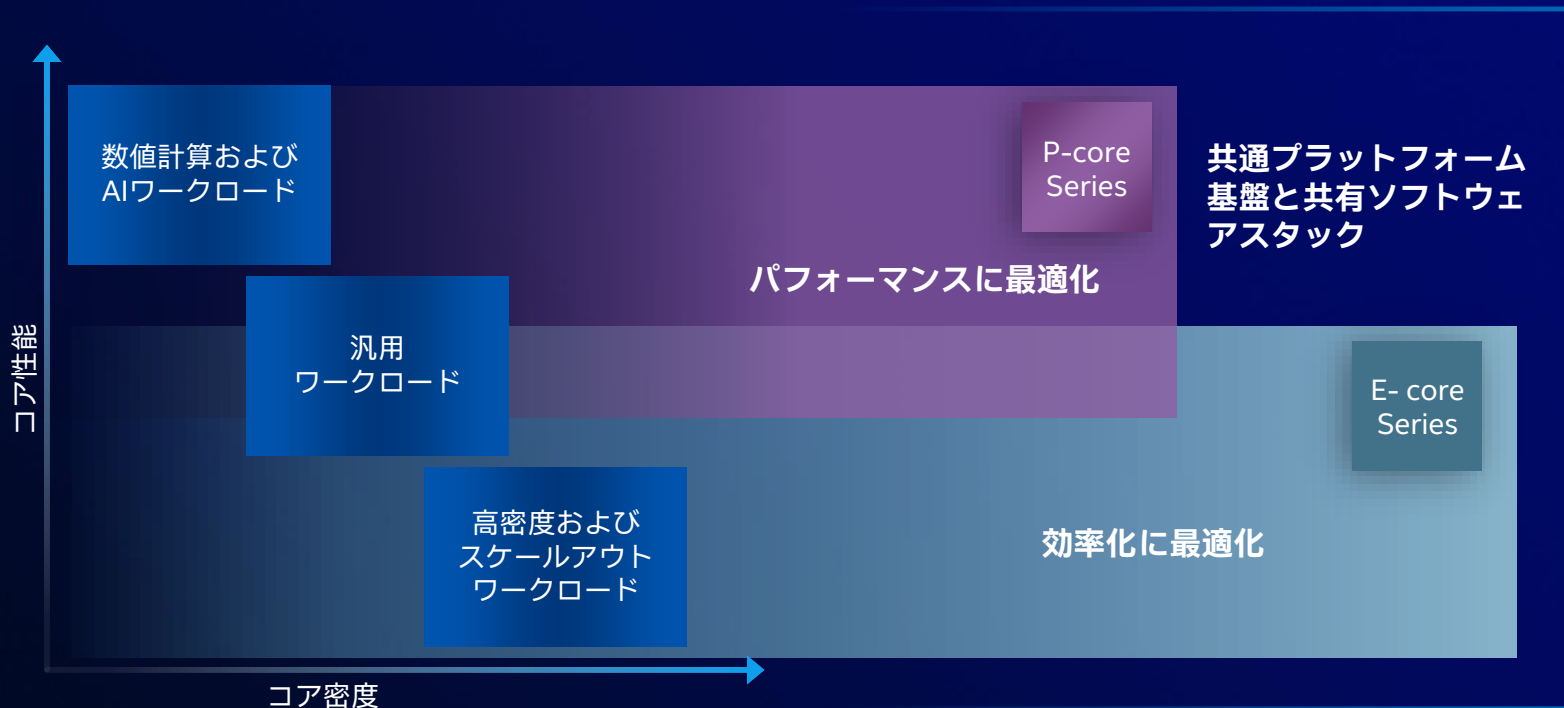 コア性能
数値計算および
AIワークロード
P-core
Series
共通プラットフォーム
基盤と共有ソフトウェ
アスタック
パフォーマンスに最適化
汎用
ワークロード
E- core
Series
高密度および
スケールアウト
ワークロード
効率化に最適化
コア密度